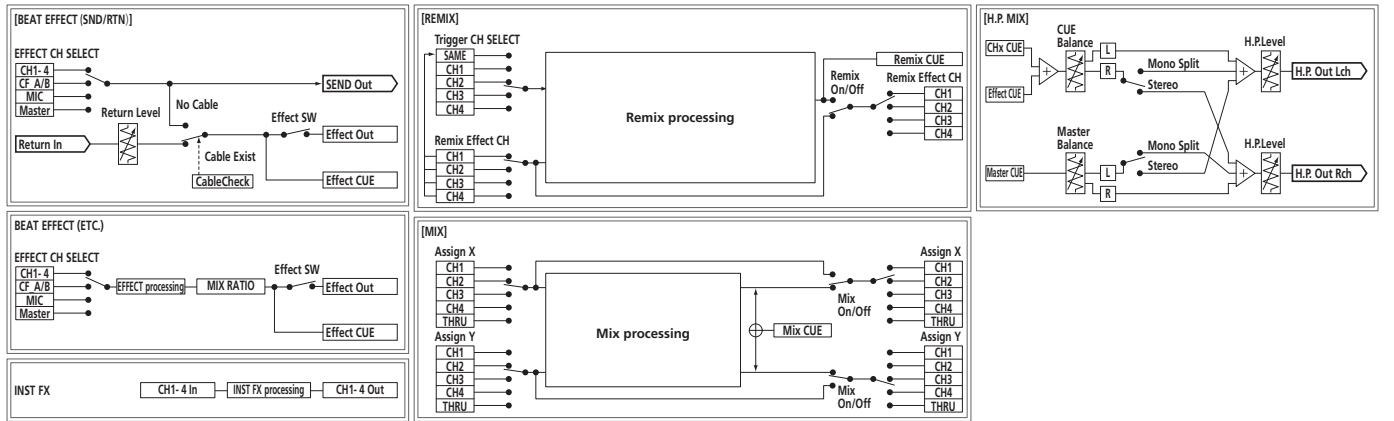 [BEAT EFFECT (SND/RTN)]
EFFECT CH SELECT
CH1- 4
CF_A/B
MIC
Master
SEND Out
No Cable
Return Level
Return In
Effect SW
Effect Out
Cable Exist
CableCheck
Effect CUE
BEAT EFFECT (ETC.)
EFFECT CH SELECT
CH1- 4
CF_A/B
MIC
Master
EFFECT processing
MIX RATIO
Effect SW
Effect Out
Effect CUE
INST FX
CH1- 4 In
INST FX processing
CH1- 4 Out
[REMIX]
Trigger CH SELECT
SAME
CH1
CH2
CH3
CH4
Remix Effect CH
CH1
CH2
CH3
CH4
Remix processing
Remix CUE
Remix
On/Off
Remix Effect CH
CH1
CH2
CH3
CH4
[MIX]
Assign X
CH1
CH2
CH3
CH4
THRU
Assign Y
CH1
CH2
CH3
CH4
THRU
Mix processing
Mix CUE
Mix
On/Off
Mix
On/Off
Assign X
CH1
CH2
CH3
CH4
THRU
Assign Y
CH1
CH2
CH3
CH4
THRU
[H.P. MIX]
CHx CUE
Effect CUE
CUE
Balance
L
R
Mono Split
Stereo
H.P.Level
H.P. Out Lch
Master CUE
Master
Balance
L
R
Mono Split
Stereo
H.P.Level
H.P. Out Rch